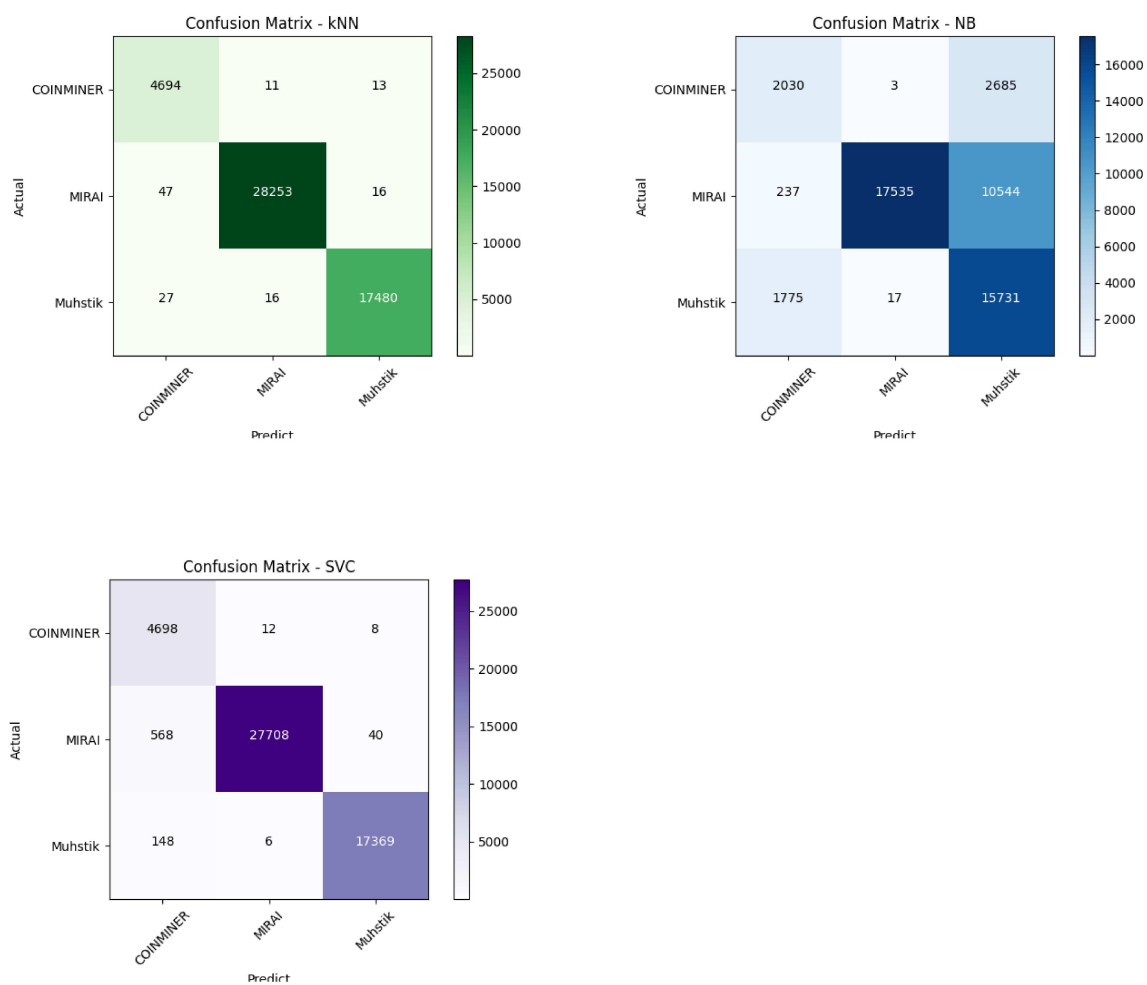 Confusion Matrix - kNN
COINMINER
MIRAI
Muhstik
Actual
4694 11 13
47 28253 16
27 16 17480
COINMINER MIRAI Muhstik
Predict
25000
20000
15000
10000
5000
Confusion Matrix - NB
COINMINER
MIRAI
Muhstik
Actual
2030 3 2685
237 17535 10544
1775 17 15731
COINMINER MIRAI Muhstik
Predict
16000
14000
12000
10000
8000
6000
4000
2000
Confusion Matrix - SVC
COINMINER
MIRAI
Muhstik
Actual
4698 12 8
568 27708 40
148 6 17369
COINMINER MIRAI Muhstik
Predict
25000
20000
15000
10000
5000